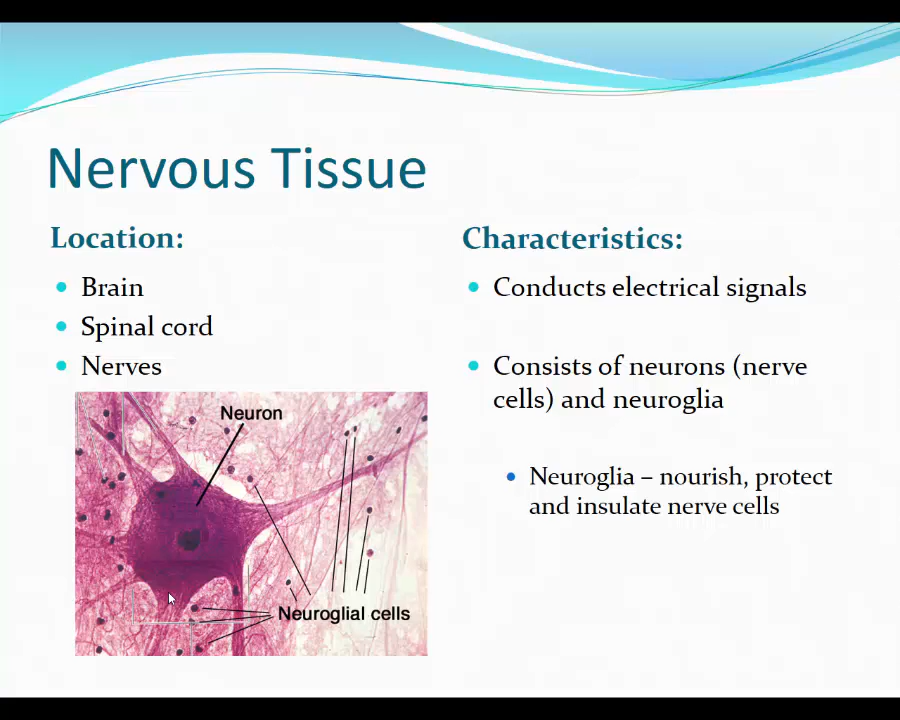 Nervous Tissue
Location:
Brain
Spinal cord
Nerves
Neuron
Neuroglial cells
Characteristics:
Conducts electrical signals
Consists of neurons (nerve
cells) and neuroglia
Neuroglia – nourish, protect
and insulate nerve cells